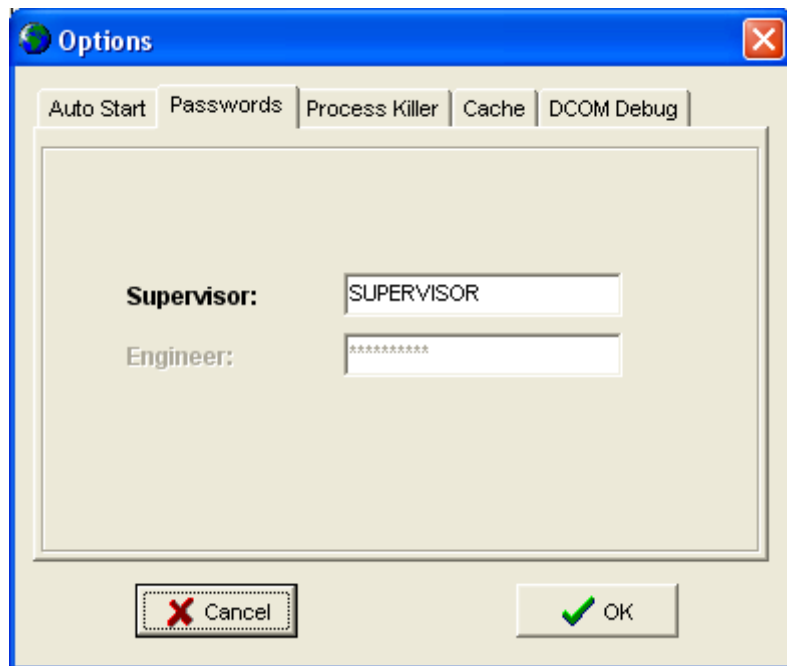 Options
Auto Start Passwords Process Killer Cache DCOM Debug
Supervisor: SUPERVISOR
Engineer: **********
Cancel OK